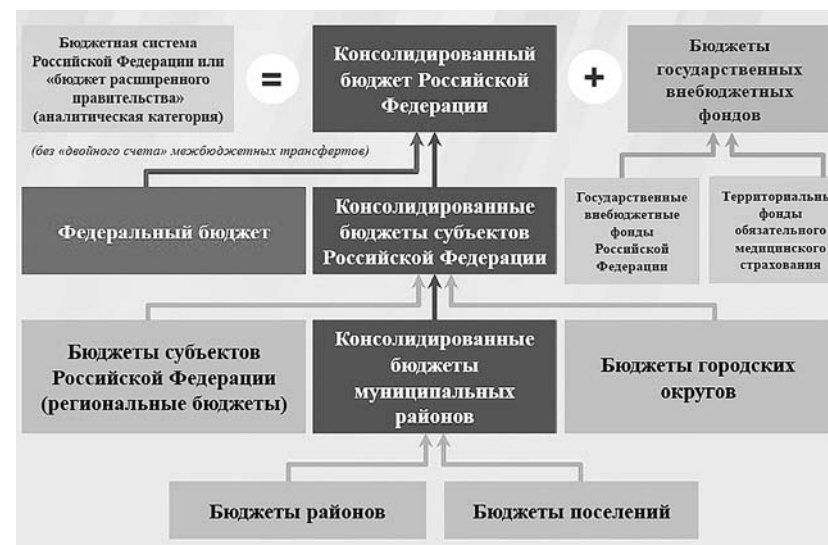 Бюджетная система
Российской Федерации или
«бюджет расширенного
правительства»
(аналитическая категория)
=
Консолидированный
бюджет Российской
Федерации
+
Бюджеты
государственных
внебюджетных
фондов
(без «двойного счета» межбюджетных трансфертов)
Федеральный бюджет
Консолидированные
бюджеты субъектов
Российской Федерации
Государственные
внебюджетные
фонды
Российской
Федерации
Территориальные
фонды
обязательного
медицинского
страхования
Бюджеты субъектов
Российской Федерации
(региональные бюджеты)
Консолидированные
бюджеты
муниципальных
районов
Бюджеты городских
округов
Бюджеты районов
Бюджеты поселений